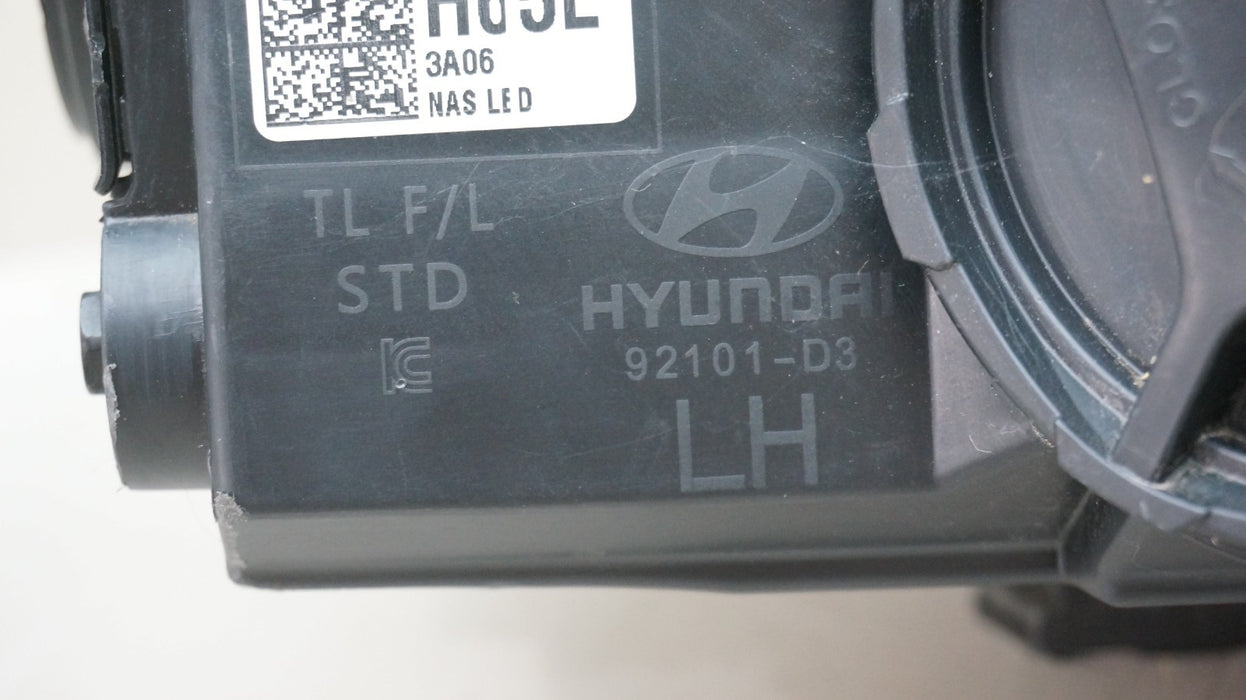 3A06
NAS LED
TL F/L
STD
HYUNDAI
92101-D3
LH